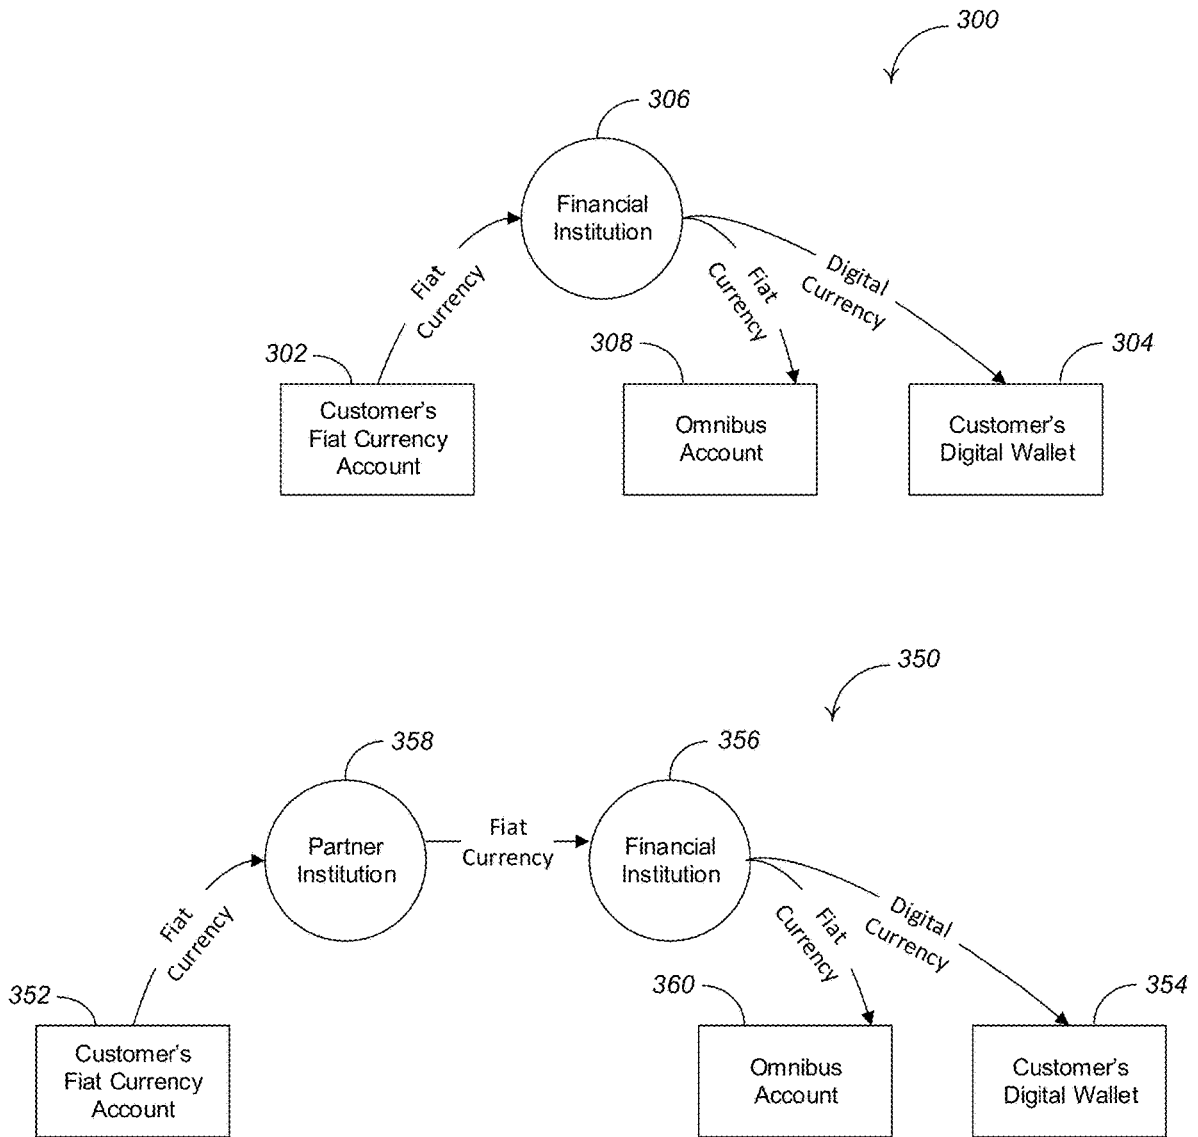 300
306
Financial
Institution
Fiat
Currency
Fiat
Currency
Digital
Currency
302
308
304
Customer's
Fiat Currency
Account
Omnibus
Account
Customer's
Digital Wallet
350
358
356
Partner
Institution
Fiat
Currency
Financial
Institution
Fiat
Currency
Fiat
Currency
Digital
Currency
352
360
354
Customer's
Fiat Currency
Account
Omnibus
Account
Customer's
Digital Wallet